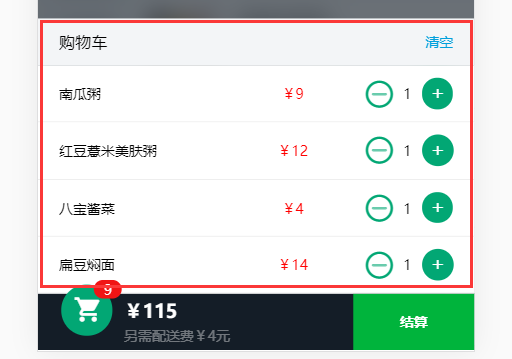 购物车 清空
南瓜粥 ￥9 1
红豆薏米美肤粥 ￥12 1
八宝酱菜 ￥4 1
扁豆焖面 ￥14 1
9
￥115
另需配送费￥4元
结算